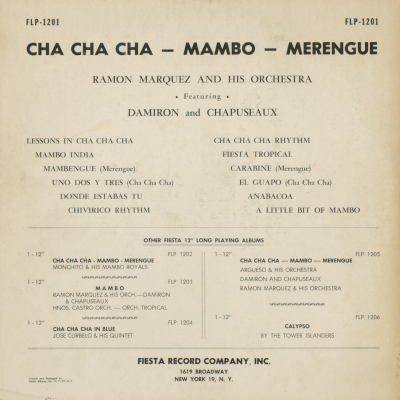 FLP-1201
FLP-1201
CHA CHA CHA — MAMBO — MERENGUE
RAMON MARQUEZ AND HIS ORCHESTRA
• Featuring •
DAMIRON and CHAPUSEAUX
LESSONS IN CHA CHA CHA
MAMBO INDIA
MAMBENGUE (Merengue)
UNO DOS Y TRES (Cha Cha Cha)
DONDE ESTABAS TU
CHIVIRICO RHYTHM
CHA CHA CHA RHYTHM
FIESTA TROPICAL
CARABINE (Merengue)
EL GUAPO (Cha Cha Cha)
ANABACOA
A LITTLE BIT OF MAMBO
OTHER FIESTA 12" LONG PLAYING ALBUMS
1 - 12" FLP 1202
CHA CHA CHA - MAMBO - MERENGUE
MONCHITO & HIS MAMBO ROYALS
1 - 12" FLP 1203
MAMBO
RAMON MARQUEZ & HIS ORCH.—DAMIRON
& CHAPUSEAUX
HNOS. CASTRO ORCH. — ORCH. TROPICAL
1 - 12" FLP 1204
CHA CHA CHA IN BLUE
JOSE CURBELO & HIS QUINTET
1 - 12" FLP 1205
CHA CHA CHA — MAMBO — MERENGUE
ARGUESO & HIS ORCHESTRA
DAMIRON AND CHAPUSEAUX
RAMON MARQUEZ & HIS ORCHESTRA
1 - 12" FLP 1206
CALYPSO
BY THE TOWER ISLANDERS
FIESTA RECORD COMPANY, INC.
1619 BROADWAY
NEW YORK 19, N. Y.